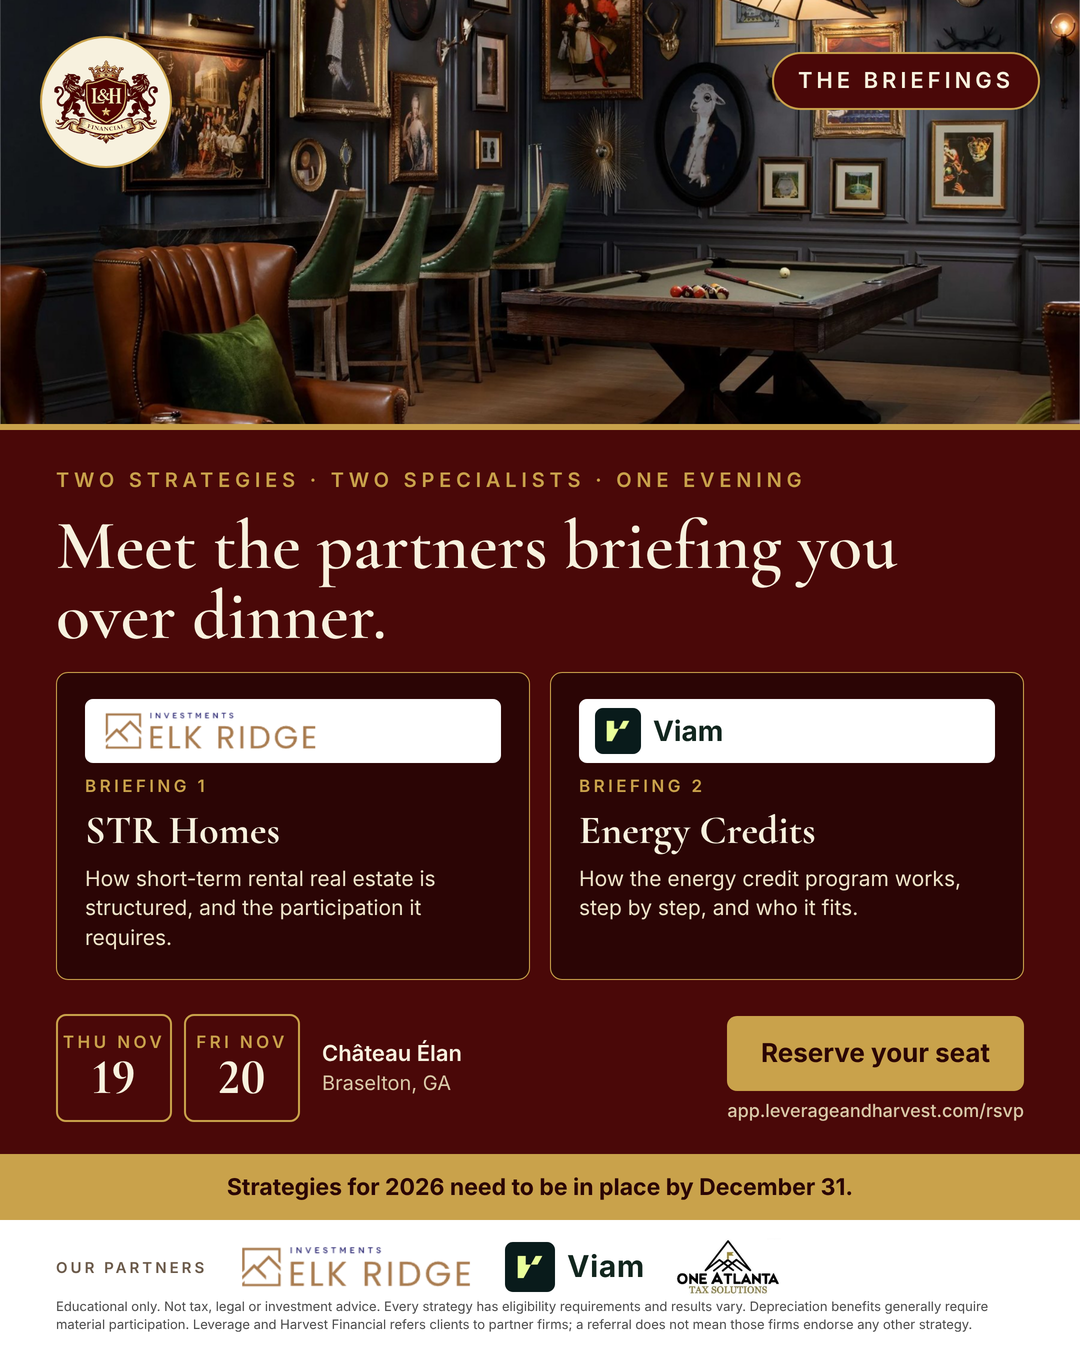 L&H
FINANCIAL
THE BRIEFINGS
TWO STRATEGIES · TWO SPECIALISTS · ONE EVENING
Meet the partners briefing you
over dinner.
INVESTMENTS
ELK RIDGE
BRIEFING 1
STR Homes
How short-term rental real estate is
structured, and the participation it
requires.
Viam
BRIEFING 2
Energy Credits
How the energy credit program works,
step by step, and who it fits.
THU NOV
19
FRI NOV
20
Château Élan
Braselton, GA
Reserve your seat
app.leverageandharvest.com/rsvp
Strategies for 2026 need to be in place by December 31.
OUR PARTNERS
INVESTMENTS
ELK RIDGE
Viam
ONE ATLANTA
TAX SOLUTIONS
Educational only. Not tax, legal or investment advice. Every strategy has eligibility requirements and results vary. Depreciation benefits generally require
material participation. Leverage and Harvest Financial refers clients to partner firms; a referral does not mean those firms endorse any other strategy.